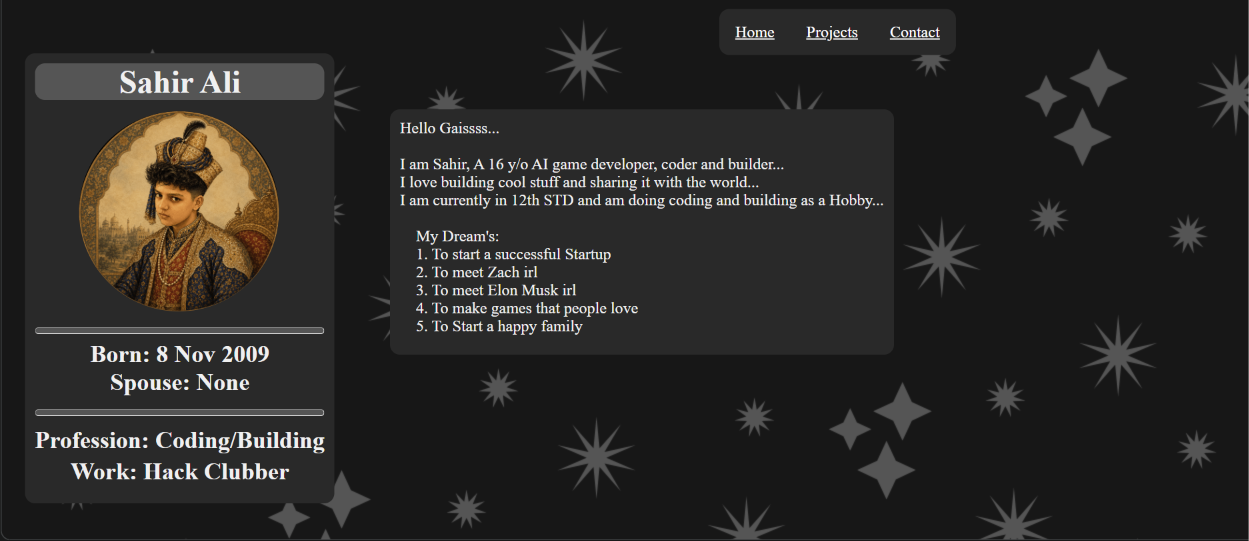 Home Projects Contact
Sahir Ali
Born: 8 Nov 2009
Spouse: None
Profession: Coding/Building
Work: Hack Clubber
Hello Gaissss...
I am Sahir, A 16 y/o AI game developer, coder and builder...
I love building cool stuff and sharing it with the world...
I am currently in 12th STD and am doing coding and building as a Hobby...
My Dream's:
1. To start a successful Startup
2. To meet Zach irl
3. To meet Elon Musk irl
4. To make games that people love
5. To Start a happy family